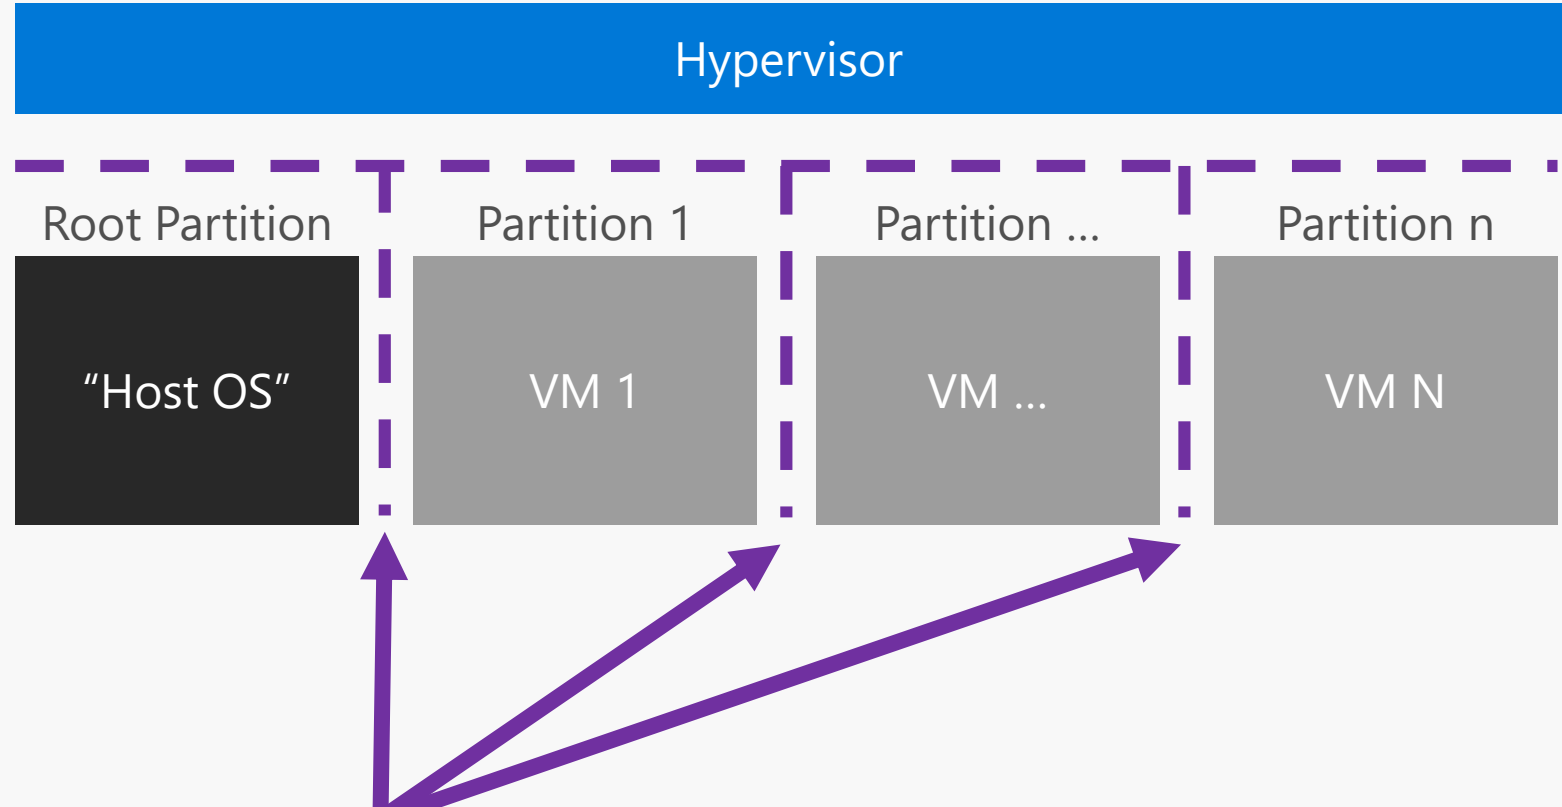 Hypervisor
Root Partition
Partition 1
Partition ...
Partition n
“Host OS”
VM 1
VM ...
VM N